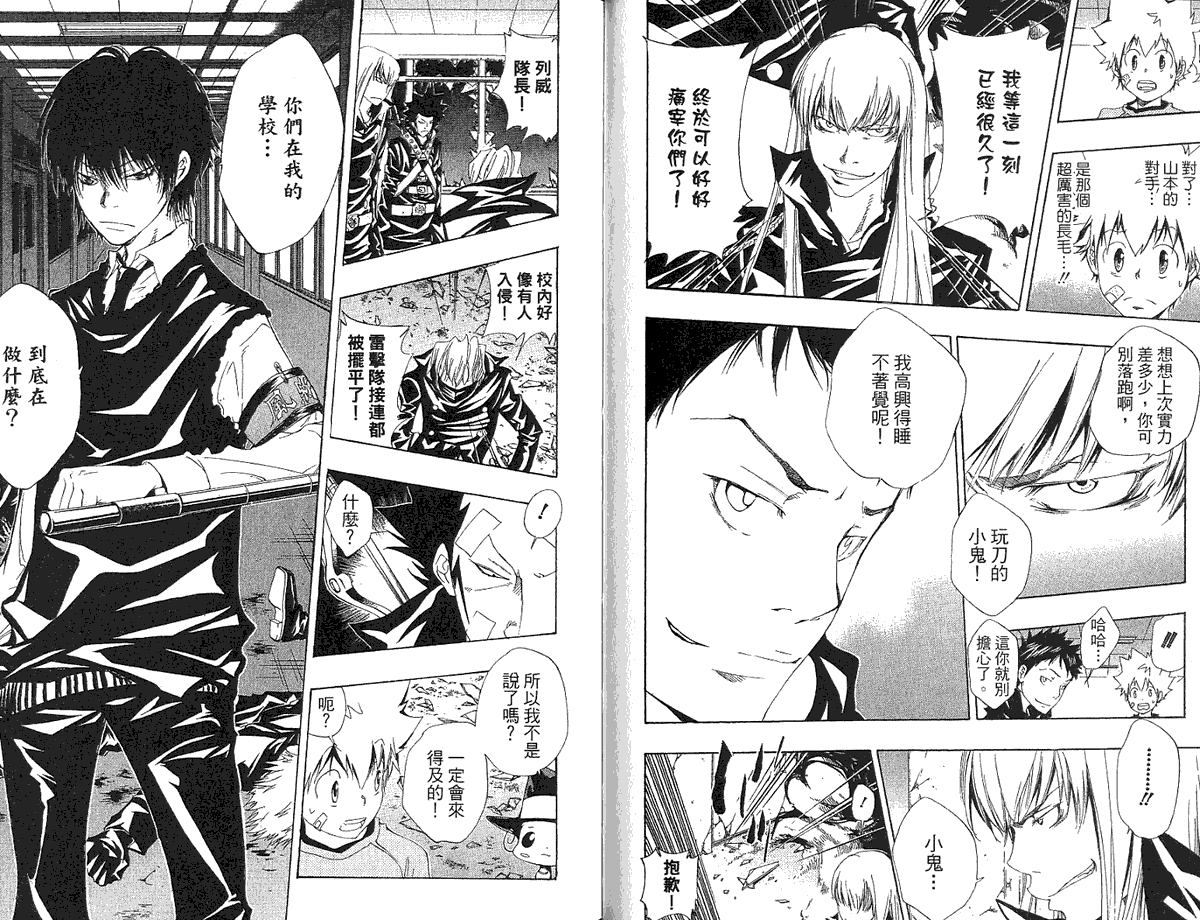 我等這一刻
已經很久了！
終於可以好好
痛宰你們了！
對了…
山本的
對手…
是那個
超厲害的長毛…!!
想想上次實力
差多少，你可
別落跑啊，
玩刀的
小鬼！
我高興得睡
不著覺呢！
哈哈…
這你就別
擔心了。
………!!
小鬼…
！
抱歉！
列威
隊長！
校內好
像有人
入侵！
雷擊隊接連都
被擺平了！
！
什麼？
所以我不是
說了嗎？
一定會來
得及的！
呃？
你們在我的
學校…
到底在
做什麼？
風紀